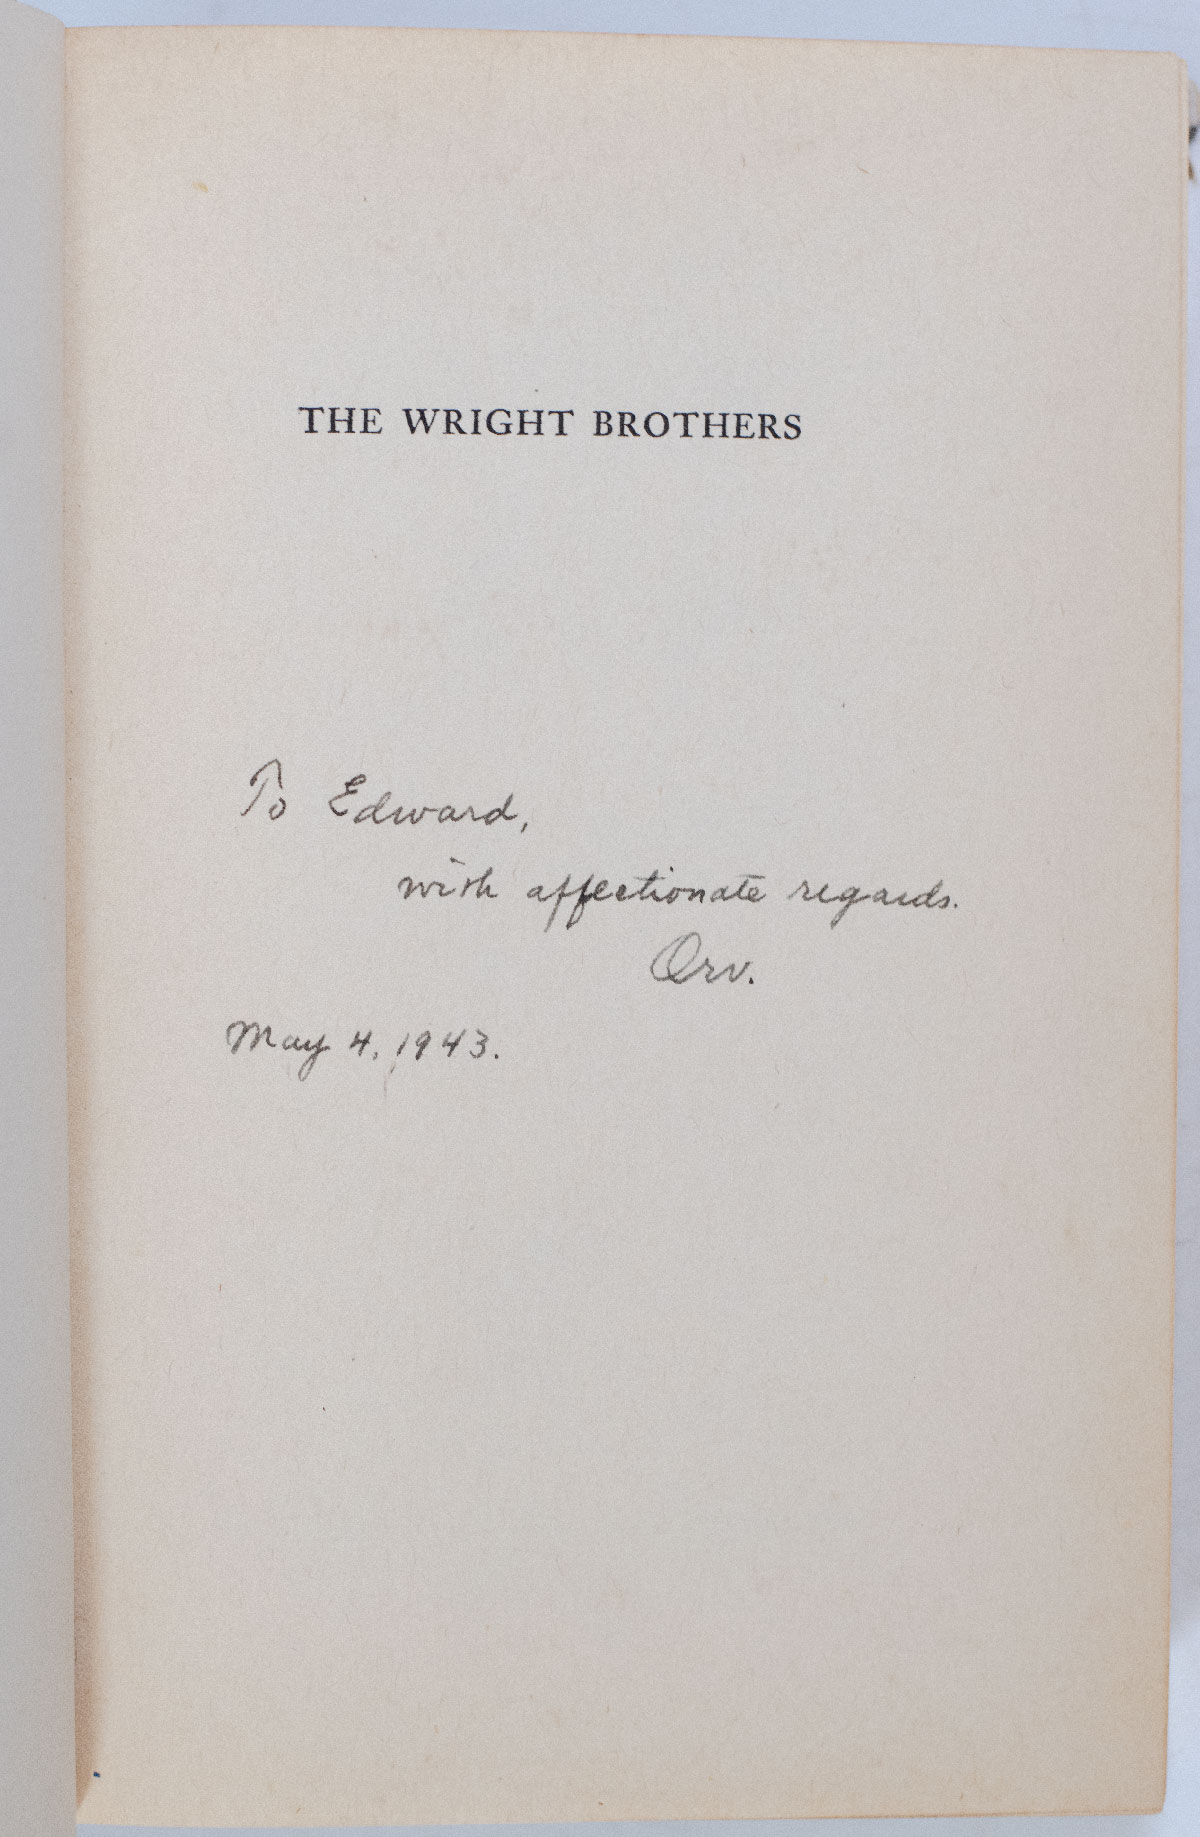 THE WRIGHT BROTHERS
To Edward,
with affectionate regards.
Orv.
May 4, 1943.